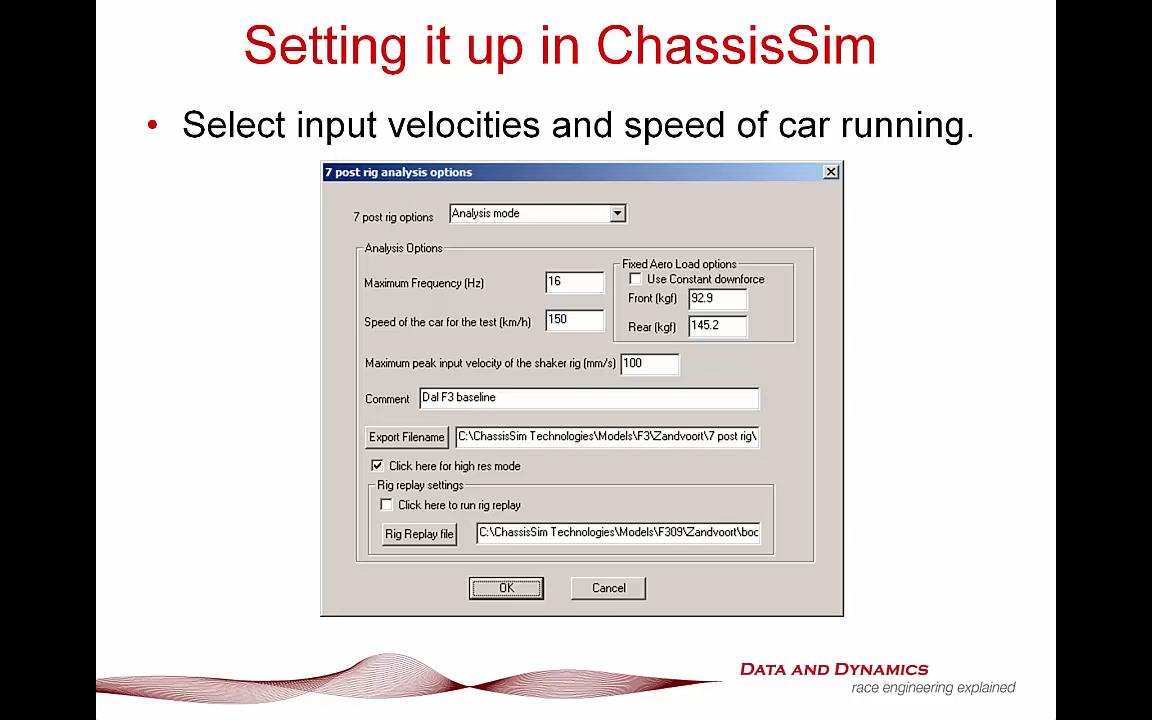 Setting it up in ChassisSim
• Select input velocities and speed of car running.
7 post rig analysis options
7 post rig options Analysis mode
Analysis Options
Maximum Frequency (Hz) 16
Speed of the car for the test (km/h) 150
Fixed Aero Load options
Use Constant downforce
Front (kgf) 92.9
Rear (kgf) 145.2
Maximum peak input velocity of the shaker rig (mm/s) 100
Comment Dal F3 baseline
Export Filename C:\ChassisSim Technologies\Models\F3\Zandvoort\7 post rig\
Click here for high res mode
Rig replay settings
Click here to run rig replay
Rig Replay file C:\ChassisSim Technologies\Models\F309\Zandvoort\boc
OK Cancel
DATA AND DYNAMICS
race engineering explained